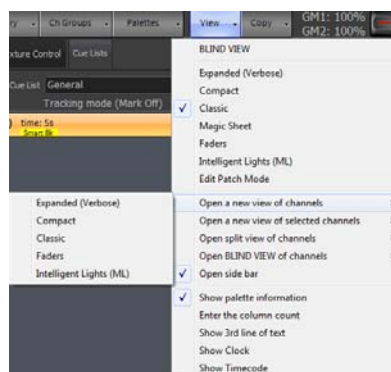 Ch Groups
Palettes
View
Copy
GM1: 100%
GM2: 100%
xture Control
Cue Lists
Cue List General
Tracking mode (Mark Off)
time: 5s
Smart Bk
BLIND VIEW
Expanded (Verbose)
Compact
Classic
Magic Sheet
Faders
Intelligent Lights (ML)
Edit Patch Mode
Open a new view of channels
Open a new view of selected channels
Open split view of channels
Open BLIND VIEW of channels
Open side bar
Expanded (Verbose)
Compact
Classic
Faders
Intelligent Lights (ML)
Show palette information
Enter the column count
Show 3rd line of text
Show Clock
Show Timecode